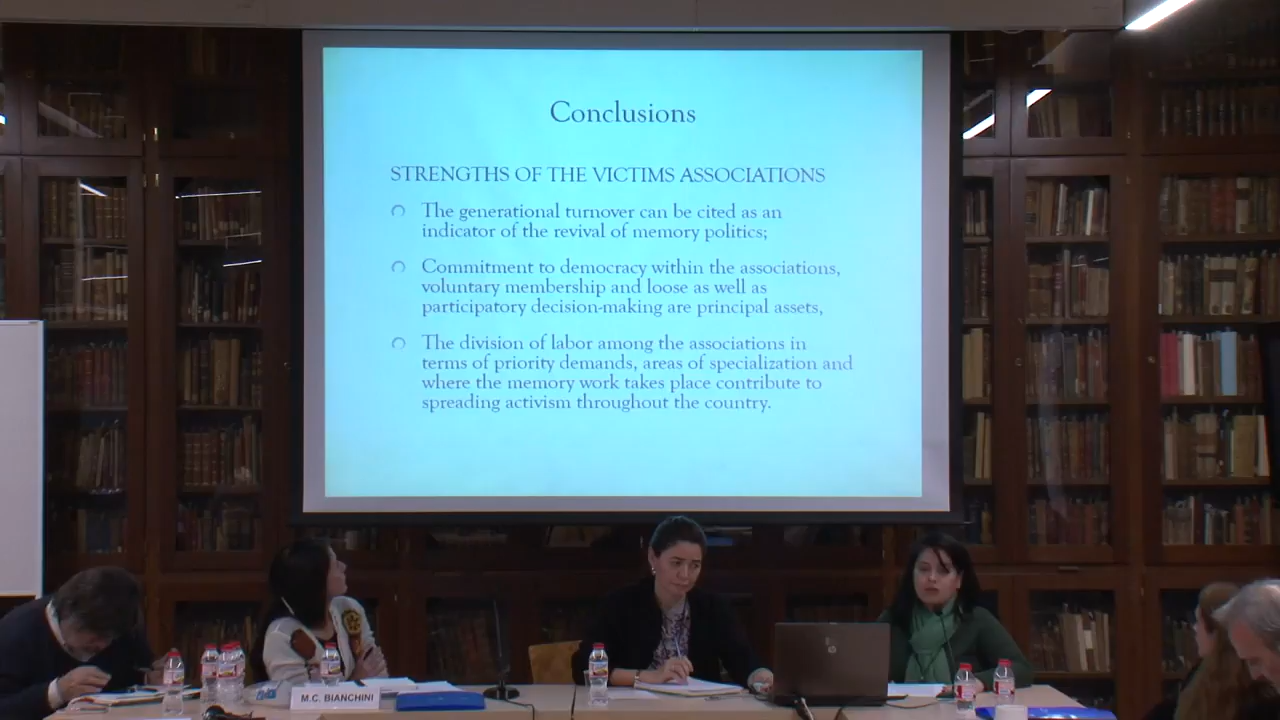 Conclusions
STRENGTHS OF THE VICTIMS ASSOCIATIONS
The generational turnover can be cited as an
indicator of the revival of memory politics;
Commitment to democracy within the associations,
voluntary membership and loose as well as
participatory decision-making are principal assets,
The division of labor among the associations in
terms of priority demands, areas of specialization and
where the memory work takes place contribute to
spreading activism throughout the country.
M.C. BIANCHINI